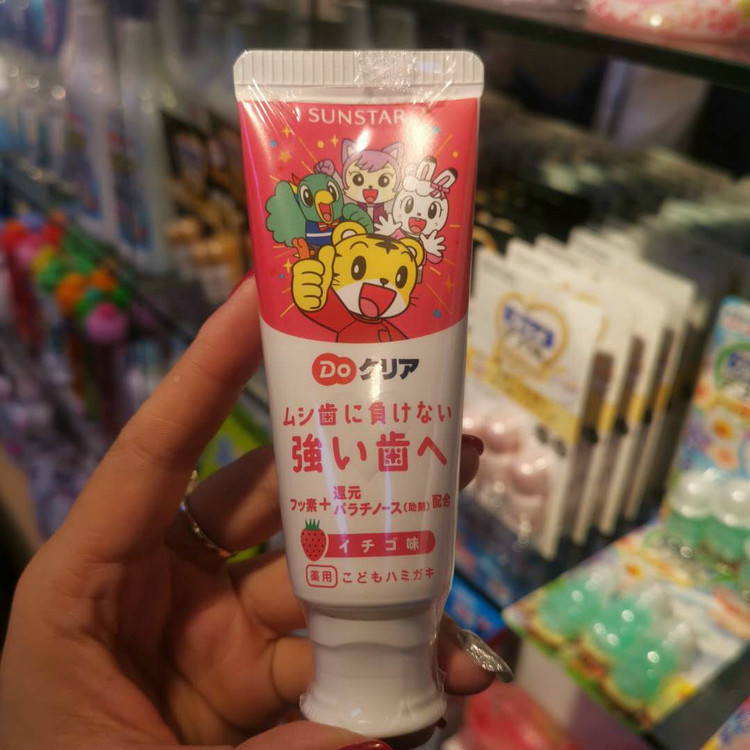 SUNSTAR
Do クリア
ムシ歯に負けない
強い歯へ
フッ素+還元パラチノース(助剤)配合
イチゴ味
薬用 こどもハミガキ